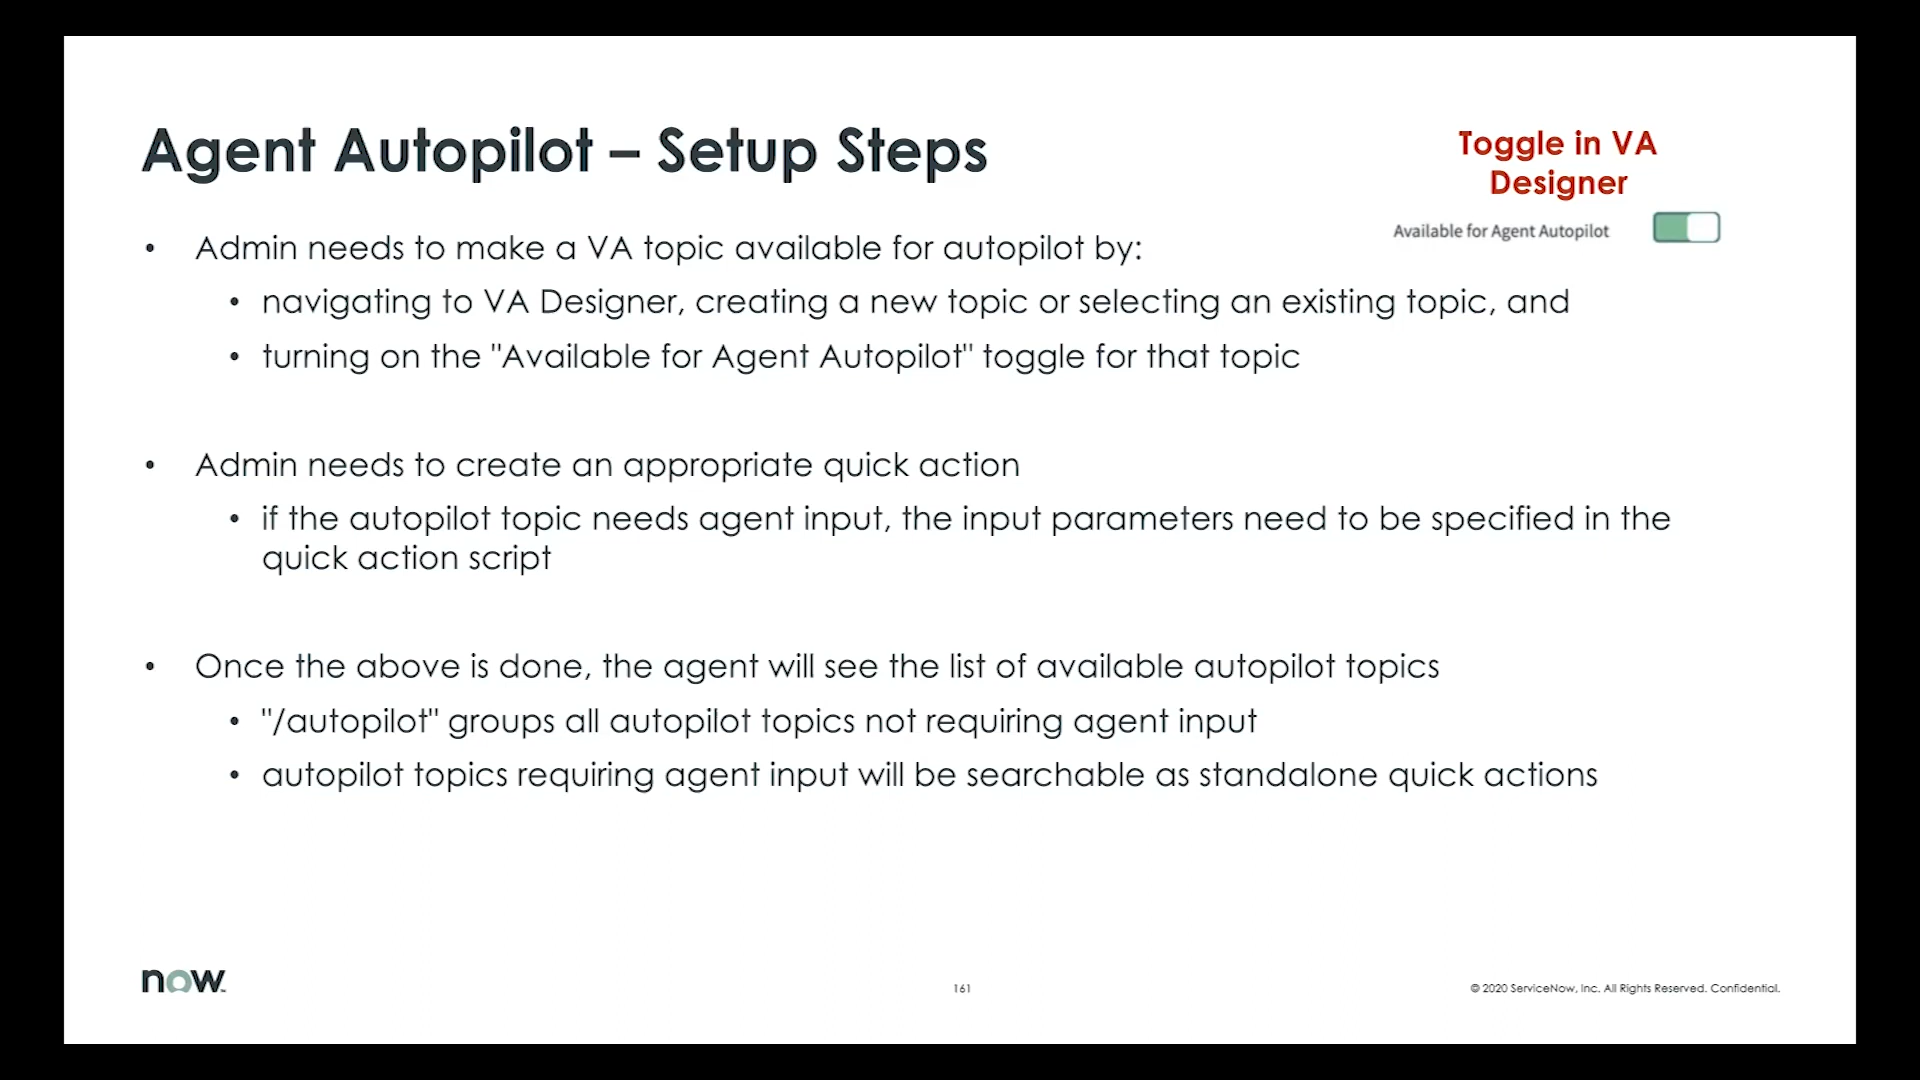 Agent Autopilot – Setup Steps
Toggle in VA
Designer
Available for Agent Autopilot
• Admin needs to make a VA topic available for autopilot by:
• navigating to VA Designer, creating a new topic or selecting an existing topic, and
• turning on the "Available for Agent Autopilot" toggle for that topic
• Admin needs to create an appropriate quick action
• if the autopilot topic needs agent input, the input parameters need to be specified in the
quick action script
• Once the above is done, the agent will see the list of available autopilot topics
• "/autopilot" groups all autopilot topics not requiring agent input
• autopilot topics requiring agent input will be searchable as standalone quick actions
now
161
© 2020 ServiceNow, Inc. All Rights Reserved. Confidential.